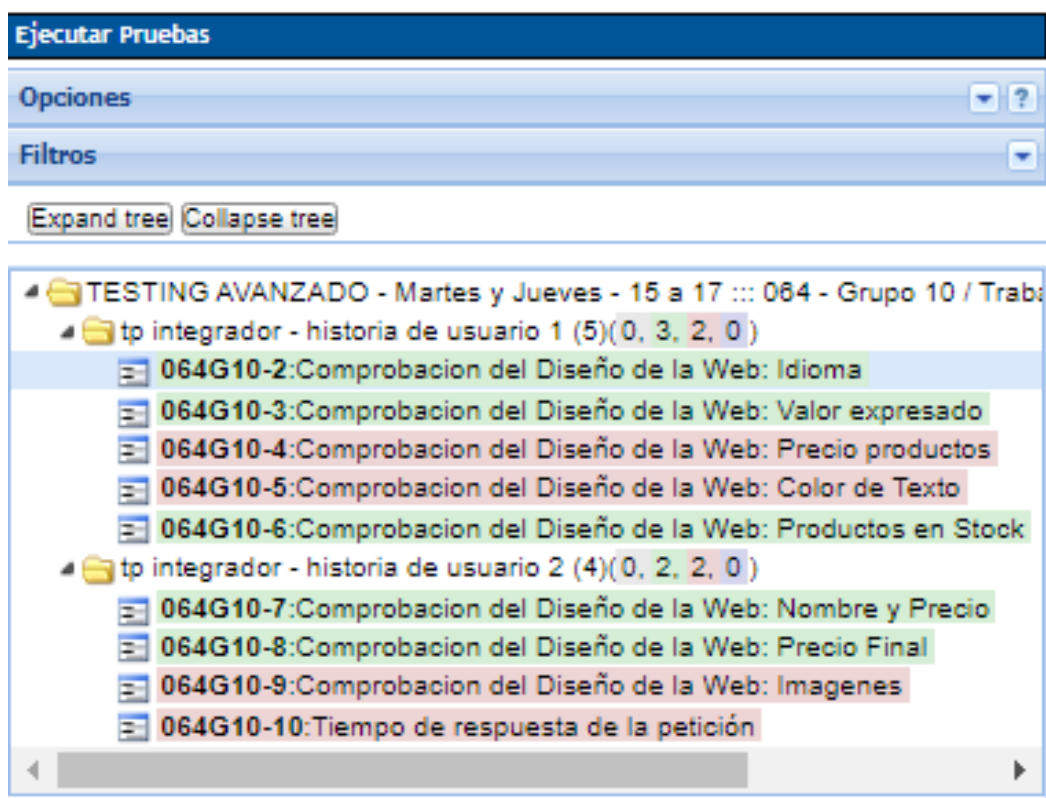 Ejecutar Pruebas
Opciones ?
Filtros
Expand tree Collapse tree
TESTING AVANZADO - Martes y Jueves - 15 a 17 ::: 064 - Grupo 10 /
tp integrador - historia de usuario 1 (5)(0, 3, 2, 0)
064G10-2:Comprobacion del Diseño de la Web: Idioma
064G10-3:Comprobacion del Diseño de la Web: Valor expresado
064G10-4:Comprobacion del Diseño de la Web: Precio productos
064G10-5:Comprobacion del Diseño de la Web: Color de Texto
064G10-6:Comprobacion del Diseño de la Web: Productos en Stock
tp integrador - historia de usuario 2 (4)(0, 2, 2, 0)
064G10-7:Comprobacion del Diseño de la Web: Nombre y Precio
064G10-8:Comprobacion del Diseño de la Web: Precio Final
064G10-9:Comprobacion del Diseño de la Web: Imagenes
064G10-10:Tiempo de respuesta de la petición